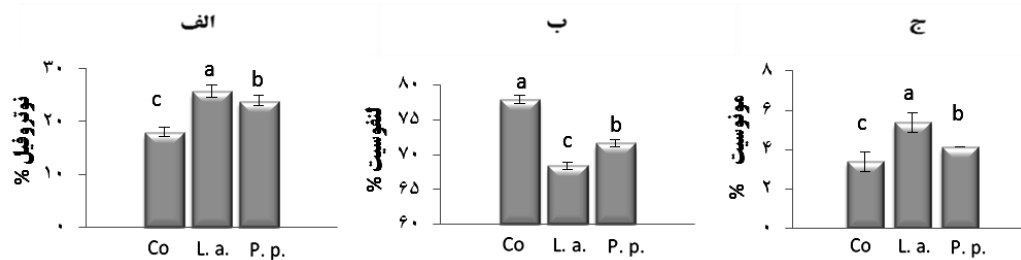 الف
نوتروفیل %
۳۰
۲۰
۱۰
۰
c
a
b
Co
L. a.
P. p.
ب
لنفوسیت %
۸۰
۷۵
۷۰
۶۵
۶۰
a
c
b
Co
L. a.
P. p.
ج
مونوسیت %
۸
۶
۴
۲
۰
c
a
b
Co
L. a.
P. p.